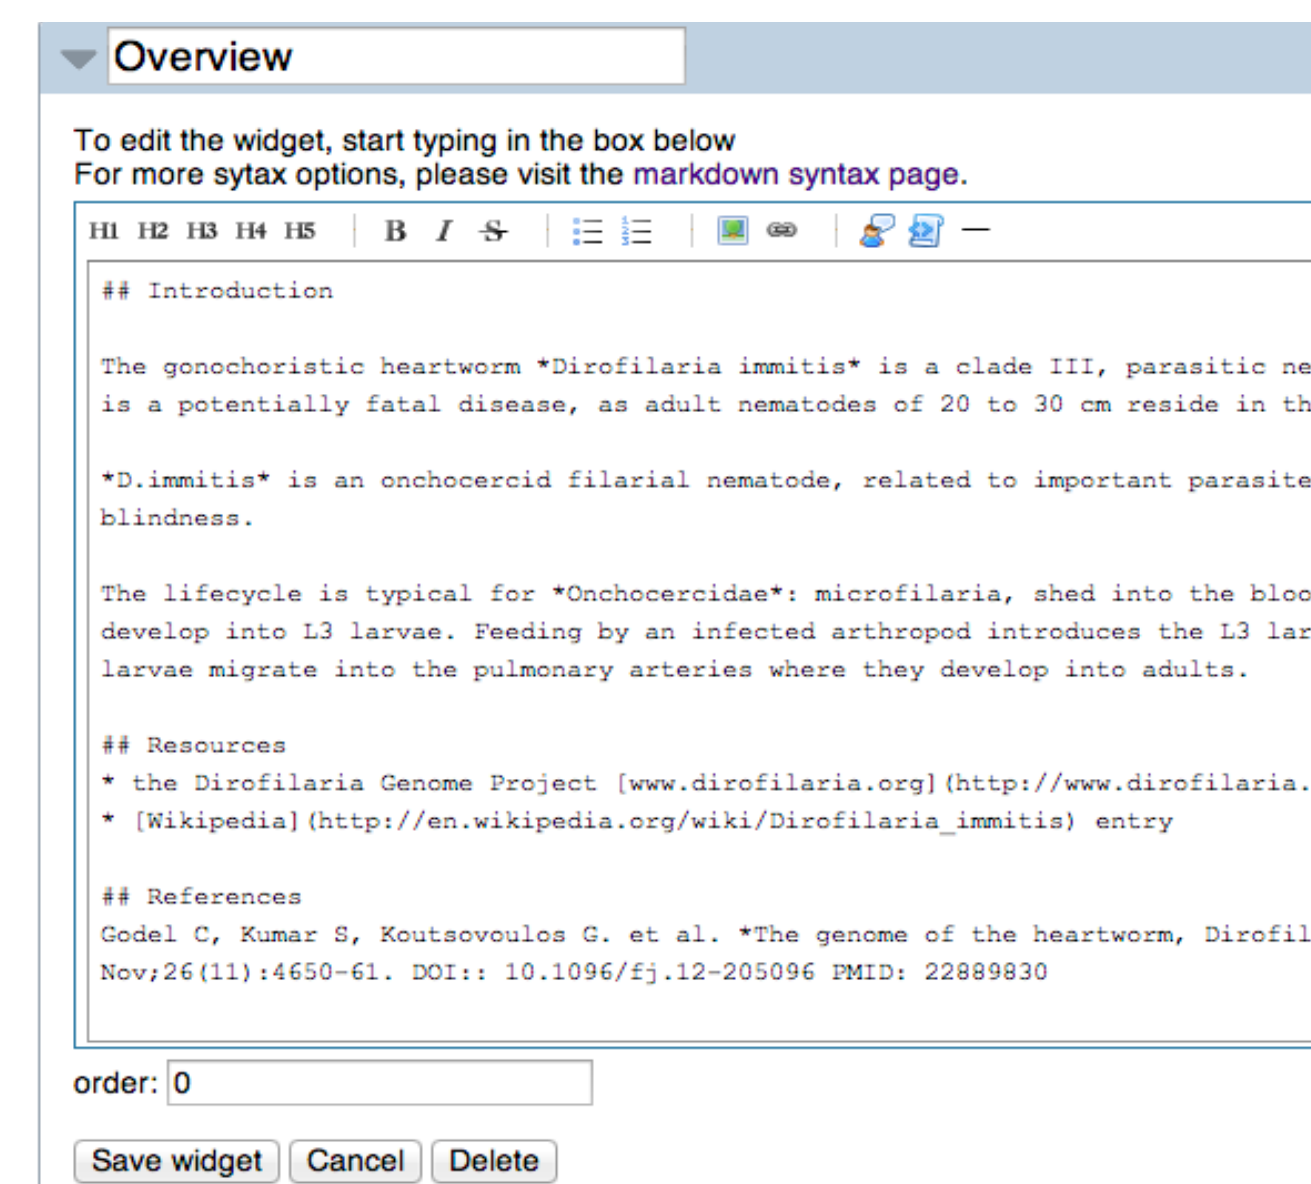 Overview
To edit the widget, start typing in the box below
For more sytax options, please visit the markdown syntax page.
H1 H2 H3 H4 H5 B I S
## Introduction
The gonochoristic heartworm *Dirofilaria immitis* is a clade III, parasitic ne
is a potentially fatal disease, as adult nematodes of 20 to 30 cm reside in th
*D.immitis* is an onchocercid filarial nematode, related to important parasite
blindness.
The lifecycle is typical for *Onchocercidae*: microfilaria, shed into the bloo
develop into L3 larvae. Feeding by an infected arthropod introduces the L3 lar
larvae migrate into the pulmonary arteries where they develop into adults.
## Resources
* the Dirofilaria Genome Project [www.dirofilaria.org](http://www.dirofilaria.
* [Wikipedia](http://en.wikipedia.org/wiki/Dirofilaria_immitis) entry
## References
Godel C, Kumar S, Koutsovoulos G. et al. *The genome of the heartworm, Dirofil
Nov;26(11):4650-61. DOI:: 10.1096/fj.12-205096 PMID: 22889830
order: 0
Save widget Cancel Delete